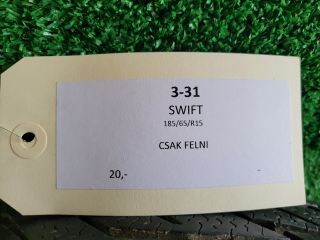 3-31
SWIFT
185/65/R15
CSAK FELNI
20,-